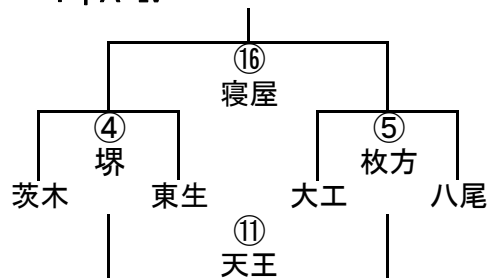 ⑯
寝屋
④ ⑤
堺 枚方
茨木 東生 大工 八尾
⑪
天王